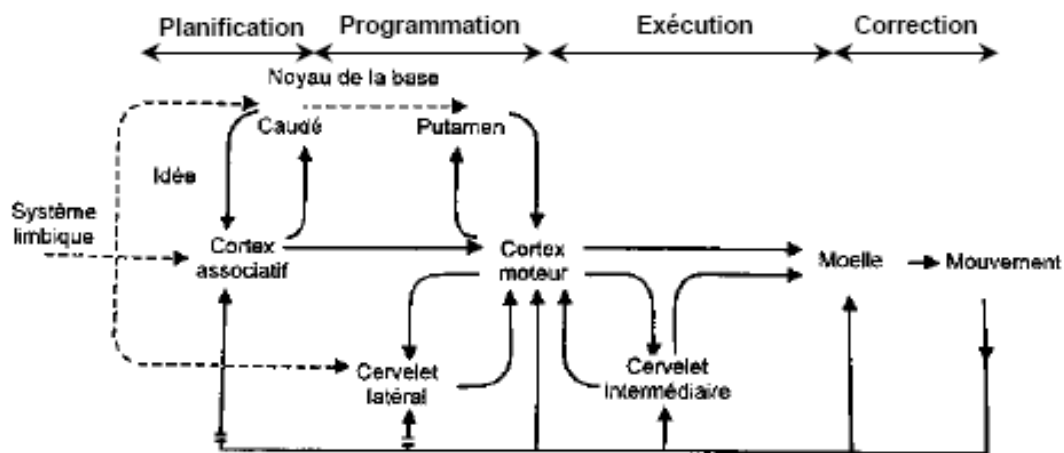 Planification Programmation Exécution Correction
Noyau de la base
Caudé Putamen
Idée
Système
limbique
Cortex
associatif
Cortex
moteur
Moelle Mouvement
Cervelet
latéral
Cervelet
Intermédiaire